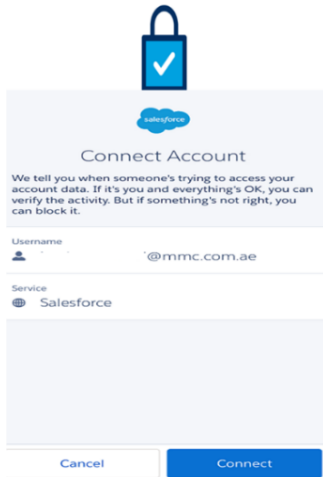 salesforce
Connect Account
We tell you when someone's trying to access your
account data. If it's you and everything's OK, you can
verify the activity. But if something's not right, you
can block it.
Username
@mmc.com.ae
Service
Salesforce
Cancel
Connect